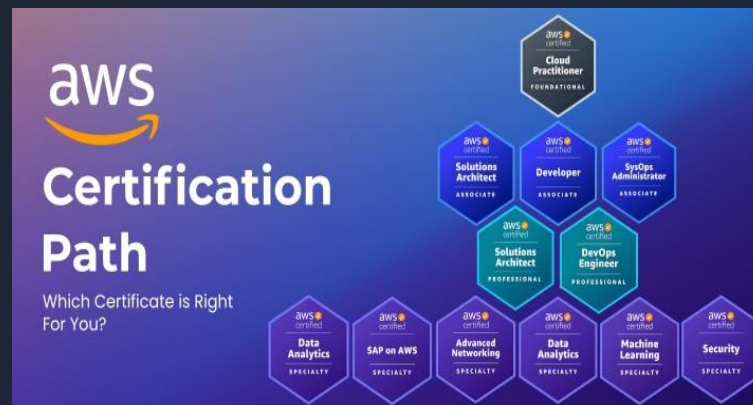 aws
Certification
Path
Which Certificate is Right
For You?
aws
certified
Cloud
Practitioner
FOUNDATIONAL
aws
certified
Solutions
Architect
ASSOCIATE
aws
certified
Developer
ASSOCIATE
aws
certified
SysOps
Administrator
ASSOCIATE
aws
certified
Solutions
Architect
PROFESSIONAL
aws
certified
DevOps
Engineer
PROFESSIONAL
aws
certified
Data
Analytics
SPECIALTY
aws
certified
SAP on AWS
SPECIALTY
aws
certified
Advanced
Networking
SPECIALTY
aws
certified
Data
Analytics
SPECIALTY
aws
certified
Machine
Learning
SPECIALTY
aws
certified
Security
SPECIALTY